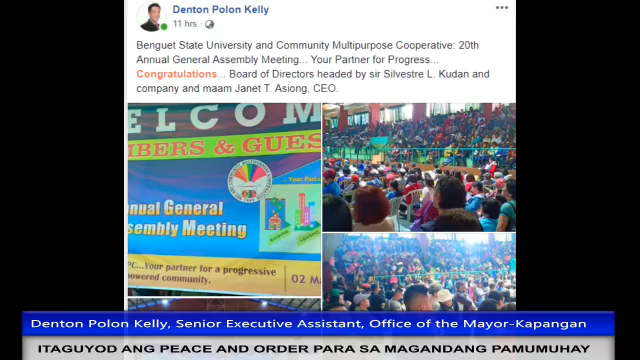 Denton Polon Kelly
11 hrs
Benguet State University and Community Multipurpose Cooperative: 20th
Annual General Assembly Meeting... Your Partner for Progress...
Congratulations... Board of Directors headed by sir Silvestre L. Kudan and
company and maam Janet T. Asiong, CEO.
ELCOM
MBERS & GUES
nnual General
ssembly Meeting
PC...Your partner for a progressive
powered community.
02 MA
Denton Polon Kelly, Senior Executive Assistant, Office of the Mayor-Kapangan
ITAGUYOD ANG PEACE AND ORDER PARA SA MAGANDANG PAMUMUHAY